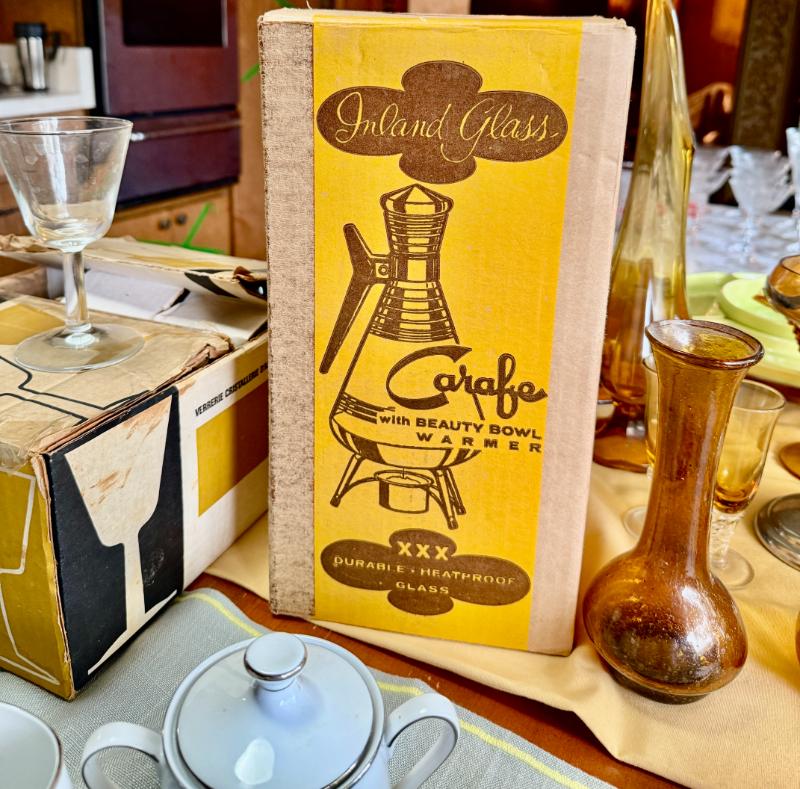 Inland Glass
Carafe
with BEAUTY BOWL
WARMER
XXX
DURABLE • HEATPROOF
GLASS
VERRERIE CRISTALLERIE